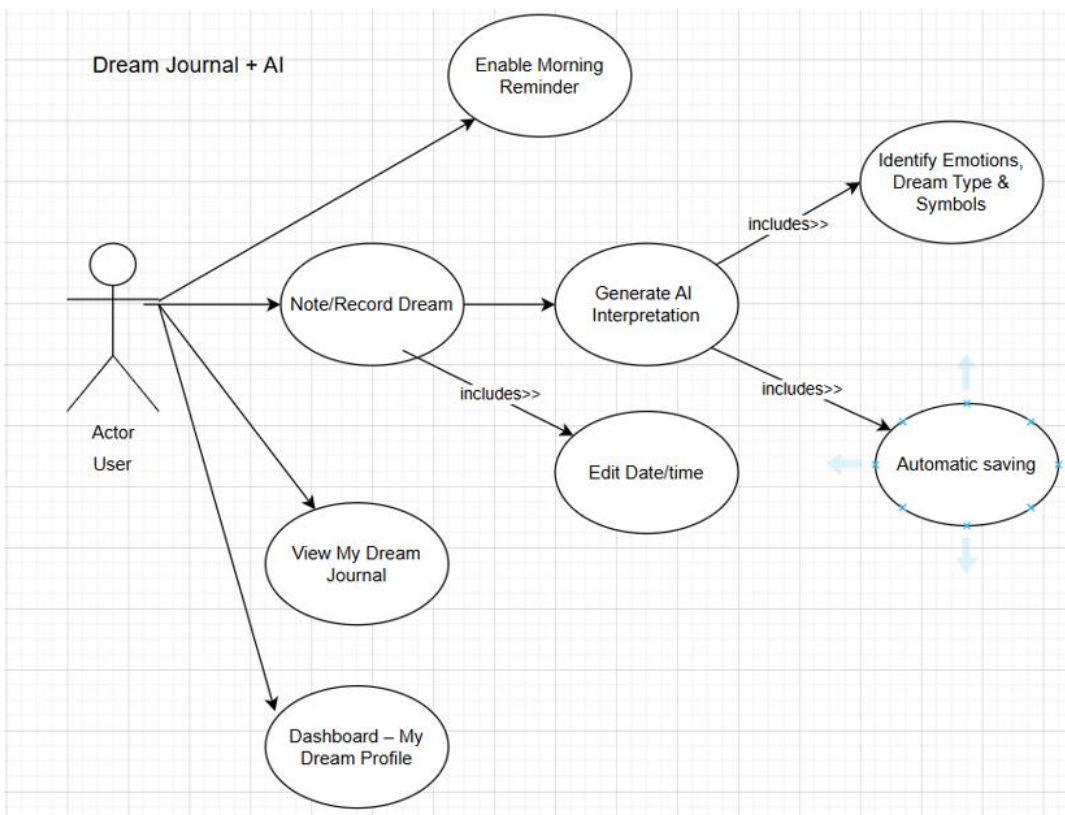 Dream Journal + AI
Enable Morning
Reminder
Identify Emotions,
Dream Type &
Symbols
includes>>
Note/Record Dream
Generate AI
Interpretation
includes>>
includes>>
Actor
User
Edit Date/time
Automatic saving
View My Dream
Journal
Dashboard – My
Dream Profile